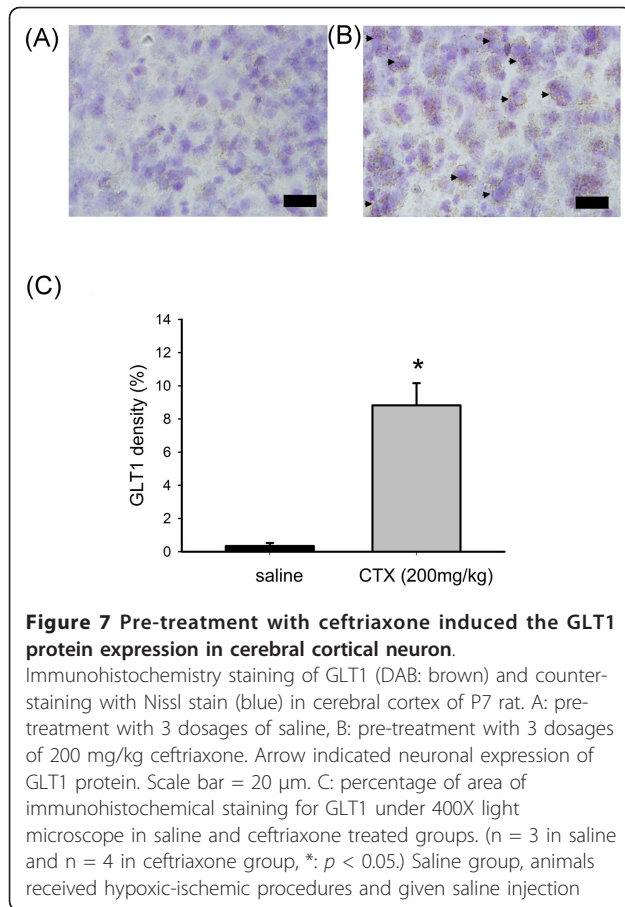 (A)
(B)
(C)
14
12
10
8
6
4
2
0
GLT1 density (%)
*
saline
CTX (200mg/kg)
Figure 7 Pre-treatment with ceftriaxone induced the GLT1
protein expression in cerebral cortical neuron.
Immunohistochemistry staining of GLT1 (DAB: brown) and counter-
staining with Nissl stain (blue) in cerebral cortex of P7 rat. A: pre-
treatment with 3 dosages of saline, B: pre-treatment with 3 dosages
of 200 mg/kg ceftriaxone. Arrow indicated neuronal expression of
GLT1 protein. Scale bar = 20 μm. C: percentage of area of
immunohistochemical staining for GLT1 under 400X light
microscope in saline and ceftriaxone treated groups. (n = 3 in saline
and n = 4 in ceftriaxone group, *: p < 0.05.) Saline group, animals
received hypoxic-ischemic procedures and given saline injection